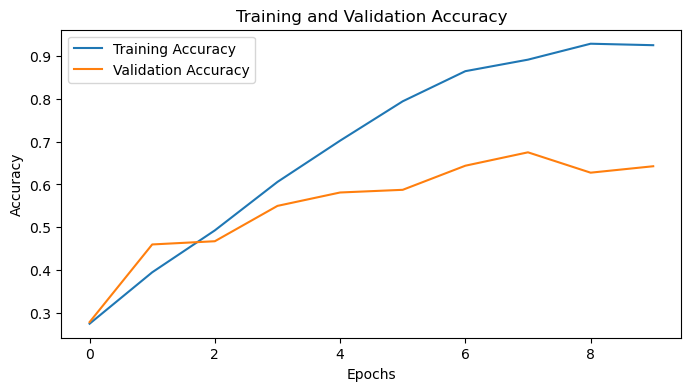 Training and Validation Accuracy
Training Accuracy
Validation Accuracy
Accuracy
0.9
0.8
0.7
0.6
0.5
0.4
0.3
0 2 4 6 8
Epochs